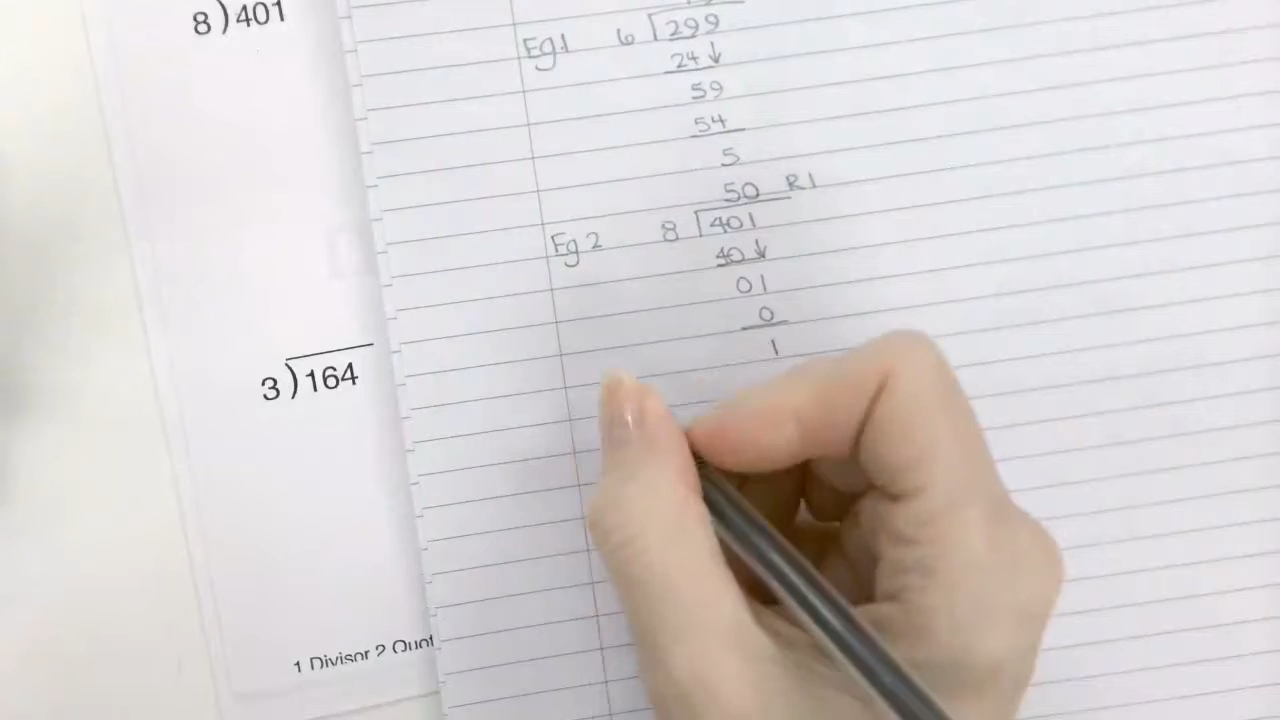 8)401
Eg.1 6 299
24↓
59
54
5
50 R1
Eg 2 8 401
40↓
01
0
1
3)164
1 Divisor 2 Quot